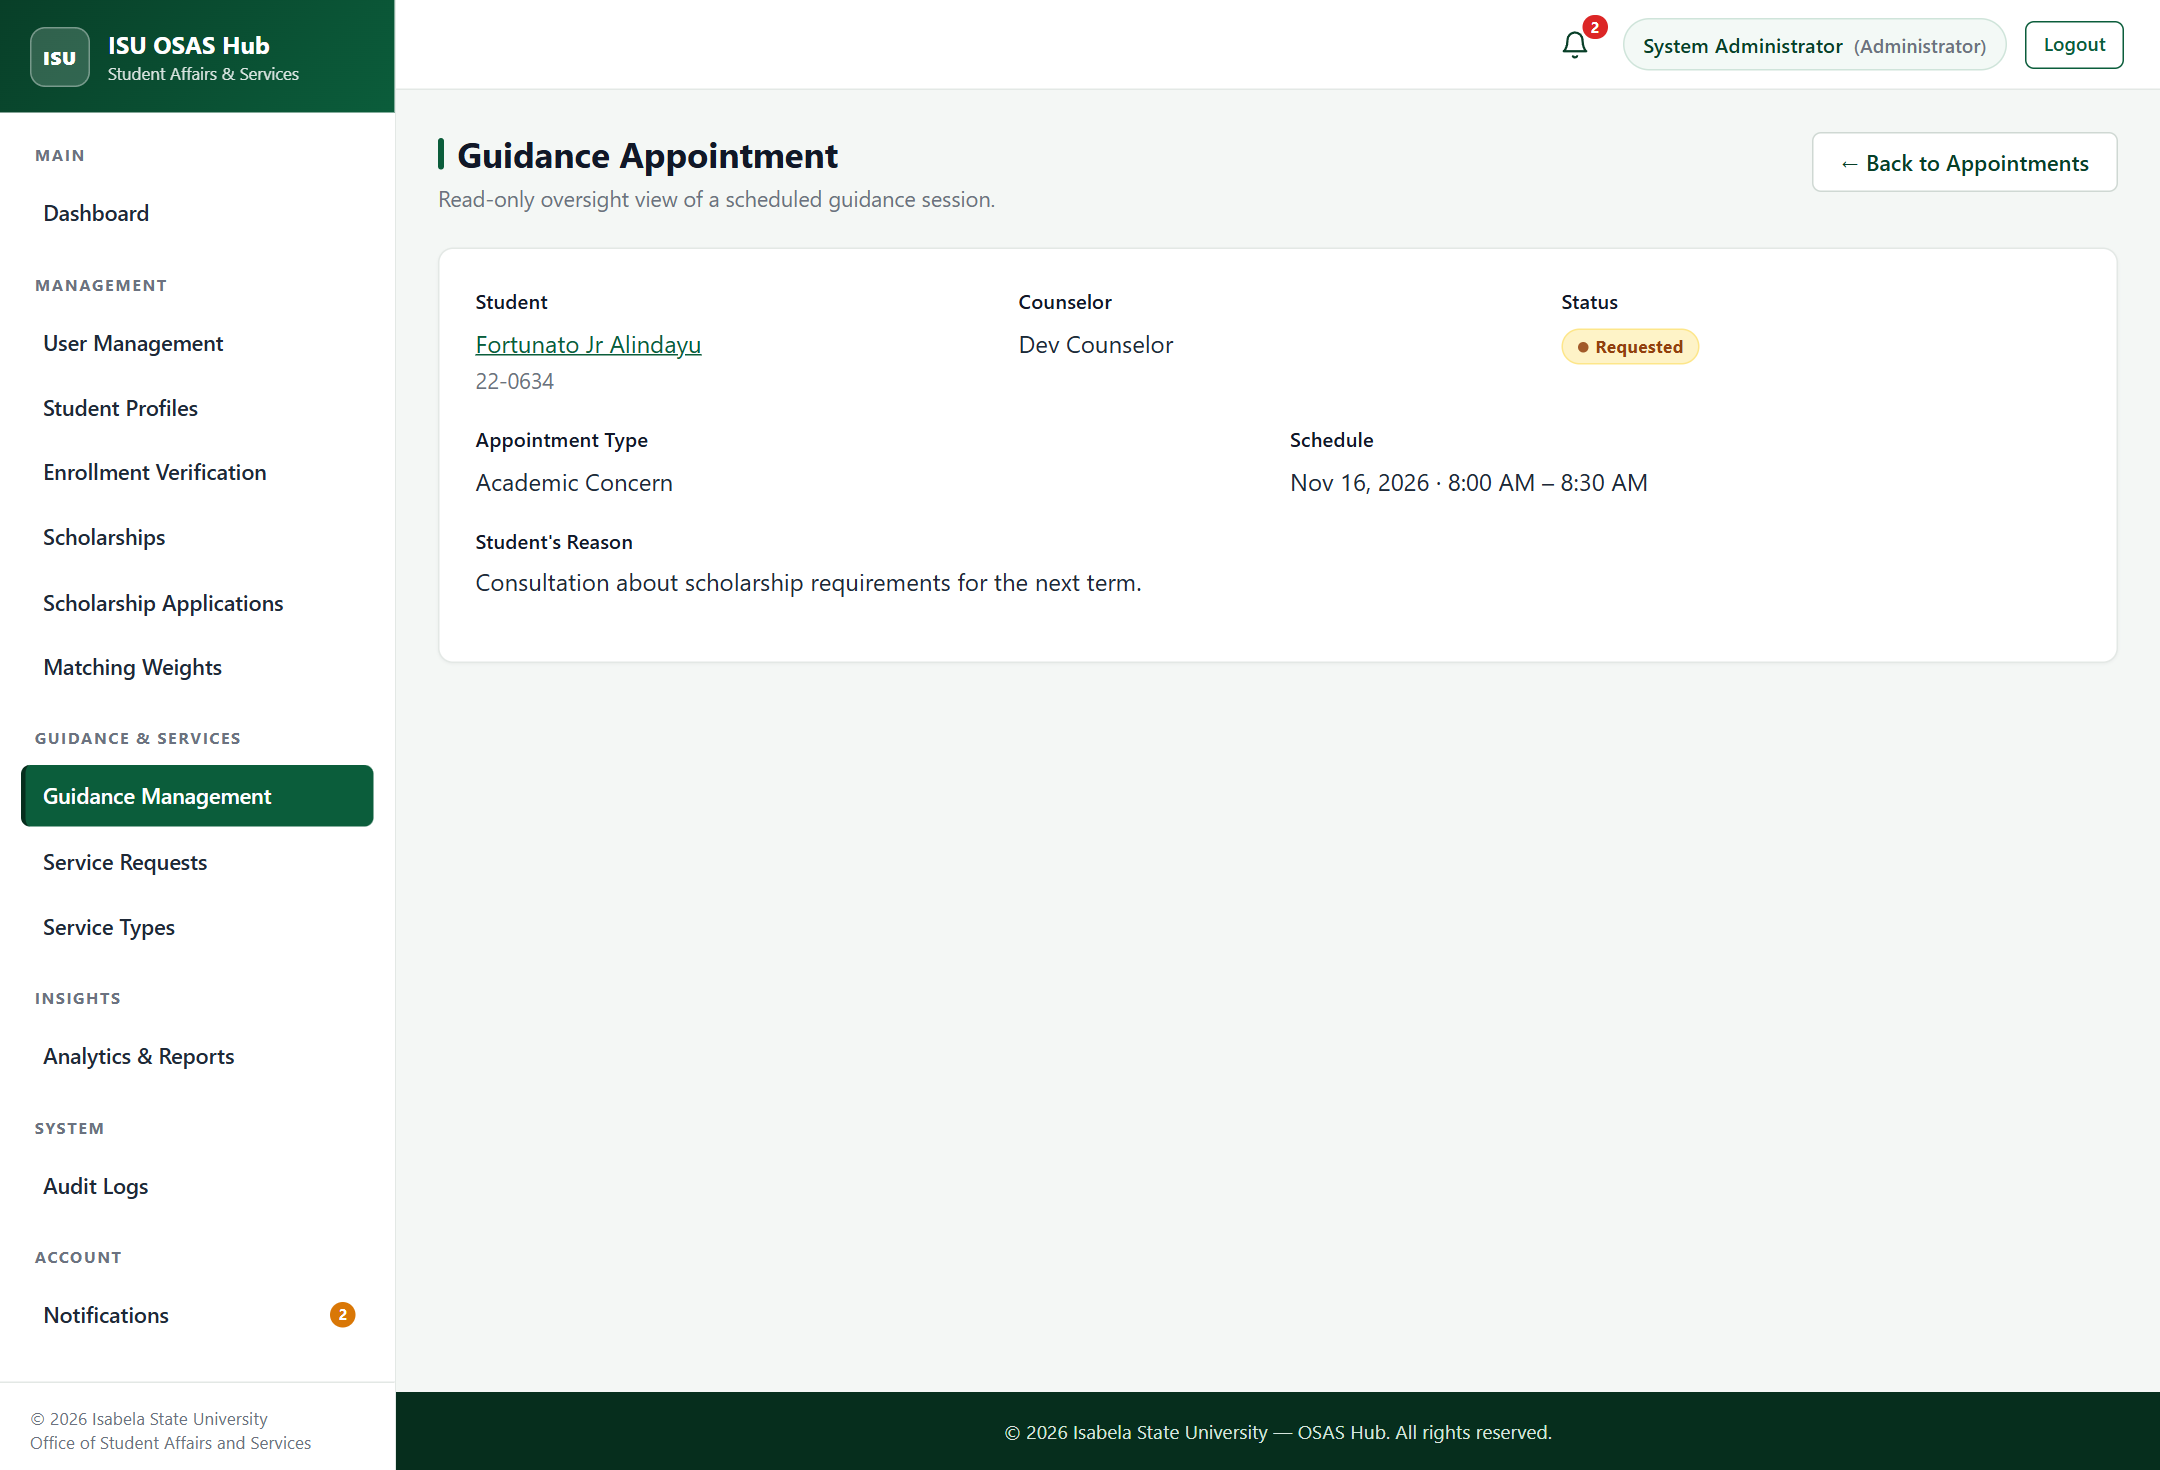 ISU
ISU OSAS Hub
Student Affairs & Services
MAIN
Dashboard
MANAGEMENT
User Management
Student Profiles
Enrollment Verification
Scholarships
Scholarship Applications
Matching Weights
GUIDANCE & SERVICES
Guidance Management
Service Requests
Service Types
INSIGHTS
Analytics & Reports
SYSTEM
Audit Logs
ACCOUNT
Notifications 2
© 2026 Isabela State University
Office of Student Affairs and Services
2
System Administrator (Administrator)
Logout
Guidance Appointment
Read-only oversight view of a scheduled guidance session.
← Back to Appointments
Student
Fortunato Jr Alindayu
22-0634
Counselor
Dev Counselor
Status
Requested
Appointment Type
Academic Concern
Schedule
Nov 16, 2026 · 8:00 AM – 8:30 AM
Student's Reason
Consultation about scholarship requirements for the next term.
© 2026 Isabela State University — OSAS Hub. All rights reserved.